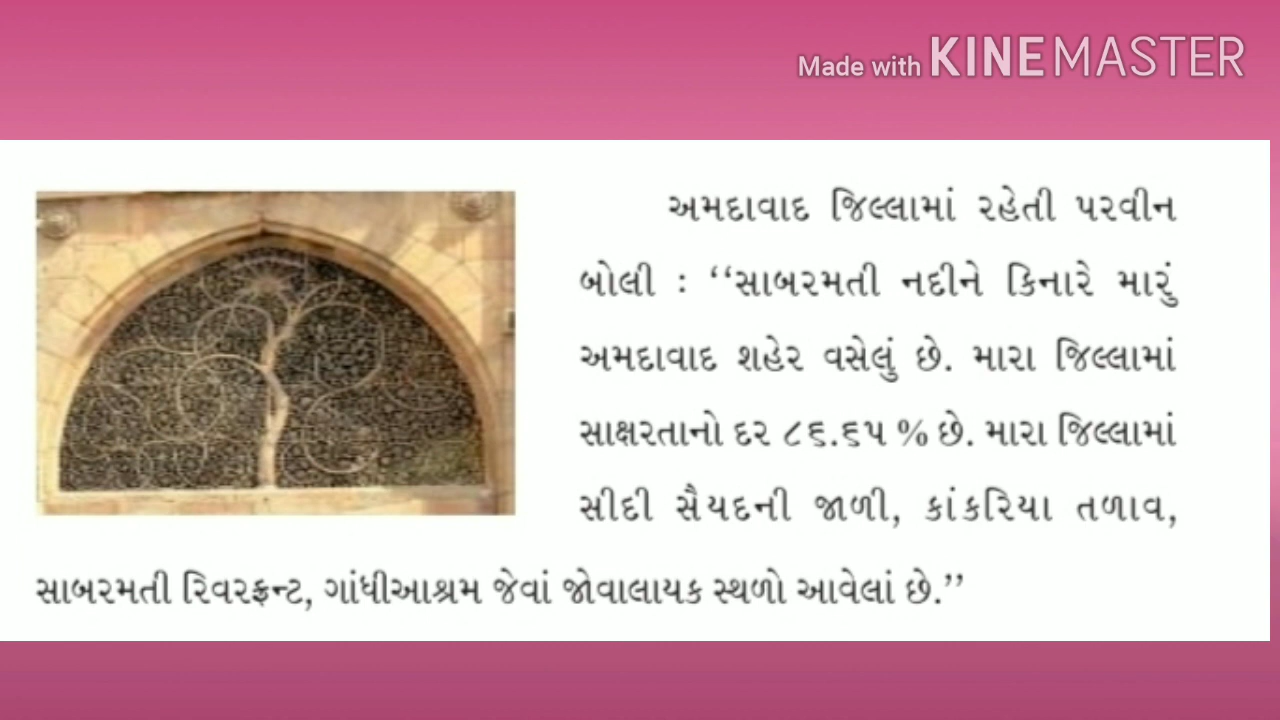 Made with KINEMASTER
અમદાવાદ જિલ્લામાં રહેતી પરવીન
બોલી : ‘‘સાબરમતી નદીને કિનારે મારું
અમદાવાદ શહેર વસેલું છે. મારા જિલ્લામાં
સાક્ષરતાનો દર ૮૬.૬૫ % છે. મારા જિલ્લામાં
સીદી સૈયદની જાળી, કાંકરિયા તળાવ,
સાબરમતી રિવરફ્રન્ટ, ગાંધીઆશ્રમ જેવાં જોવાલાયક સ્થળો આવેલાં છે.’’